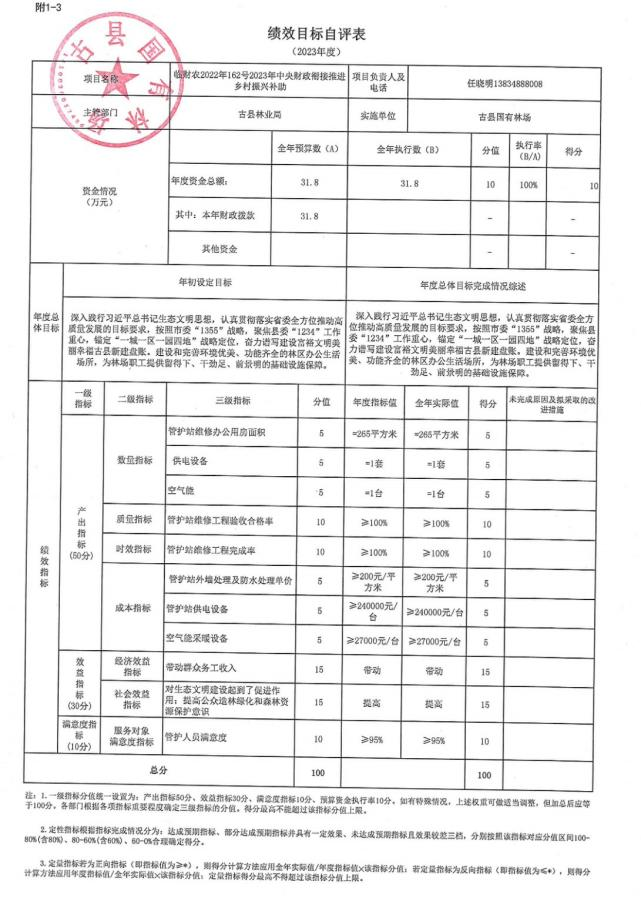 附1-3
绩效目标自评表
（2023年度）
项目名称
临财农2022年162号2023年中央财政衔接推进
乡村振兴补助
项目负责人及
电话
任晓明13834888008
主管部门
古县林业局
实施单位
古县国有林场
古县国有林场
资金情况
（万元）
全年预算数（A）
全年执行数（B）
分值
执行率
（B/A）
得分
年度资金总额：
31.8
31.8
10
100%
10
其中：本年财政拨款
31.8
-
-
其他资金
-
-
年度总
体目标
年初设定目标
年度总体目标完成情况综述
深入践行习近平总书记生态文明思想，认真贯彻落实省委全方位推动高
质量发展的目标要求，按照市委“1355”战略，聚焦县委“1234”工作
重心，锚定“一城一区一园四地”战略定位，奋力谱写建设富裕文明美
丽幸福古县新建盘账。建设和完善环境优美、功能齐全的林区办公生活
场所，为林场职工提供留得下、干劲足、前景明的基础设施保障。
深入践行习近平总书记生态文明思想，认真贯彻落实省委全方位
推动高质量发展的目标要求，按照市委“1355”战略，聚焦县
委“1234”工作重心，锚定“一城一区一园四地”战略定位，奋
力谱写建设富裕文明美丽幸福古县新建盘账。建设和完善环境优
美、功能齐全的林区办公生活场所，为林场职工提供留得下、干
劲足、前景明的基础设施保障。
绩
效
指
标
一级
指标
二级指标
三级指标
分值
年度指标值
全年实际值
得分
未完成原因及拟采取的改
进措施
产
出
指
标
(50分)
数量指标
管护站维修办公用房面积
5
=265平方米
=265平方米
5
供电设备
5
=1套
=1套
5
空气能
5
=1台
=1台
5
质量指标
管护站维修工程验收合格率
10
≥100%
≥100%
10
时效指标
管护站维修工程完成率
10
≥100%
≥100%
10
成本指标
管护站外墙处理及防水处理单价
5
≥200元/平
方米
≥200元/平
方米
5
管护站供电设备
5
≥240000元/
台
≥240000元/台
5
空气能采暖设备
5
≥27000元/台
≥27000元/台
5
效
益
指
标
(30分)
经济效益
指标
带动群众务工收入
15
带动
带动
15
社会效益
指标
对生态文明建设起到了促进作
用；提高公众造林绿化和森林资
源保护意识
15
提高
提高
15
满意度指
标
(10分)
服务对象
满意度指标
管护人员满意度
10
≥95%
≥95%
10
总分
100
100
注：1.一级指标分值统一设置为：产出指标50分、效益指标30分、满意度指标10分、预算资金执行率10分。如有特殊情况，上述权重可做适当调整，但加总后应等
于100分。各部门根据各项指标重要程度确定三级指标的分值。得分最高不能超过该指标分值上限。
2.定性指标根据指标完成情况分为：达成预期指标、部分达成预期指标并具有一定效果、未达成预期指标且效果较差三档，分别按照该指标对应分值区间100-
80%(含80%)、80-60%(含60%)、60-0%合理确定得分。
3.定量指标若为正向指标（即指标值为≥*），则得分计算方法应用全年实际值/年度指标值×该指标分值；若定量指标为反向指标（即指标值为≤*），则得分
计算方法应用年度指标值/全年实际值×该指标分值；定量指标得分最高不得超过该指标分值上限。